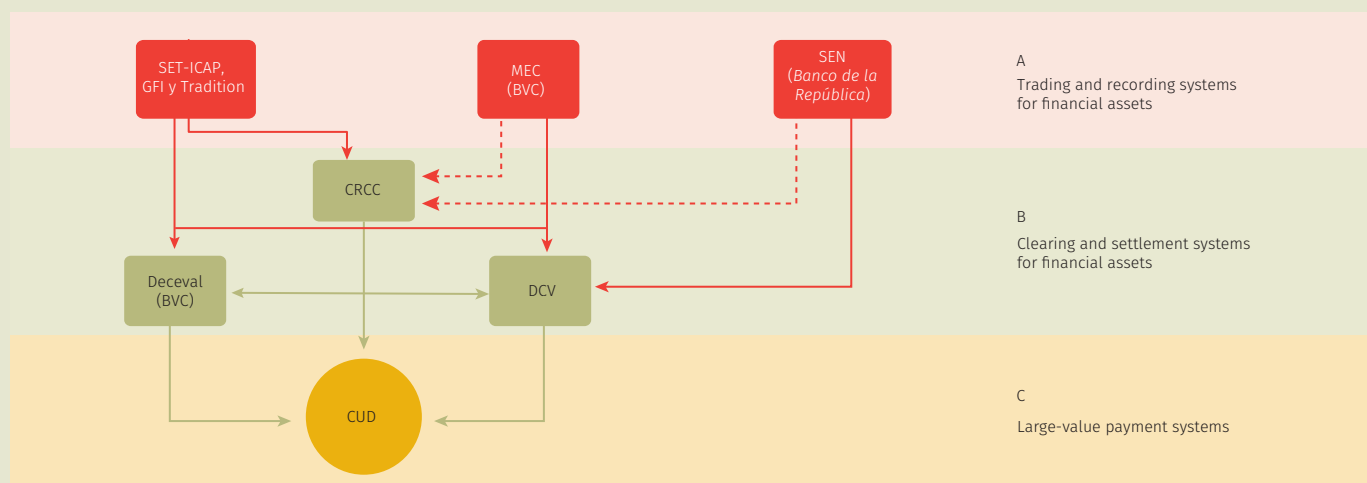 SET-ICAP,
GFI y Tradition
MEC
(BVC)
SEN
(Banco de la
República)
A
Trading and recording systems
for financial assets
CRCC
B
Clearing and settlement systems
for financial assets
Deceval
(BVC)
DCV
CUD
C
Large-value payment systems